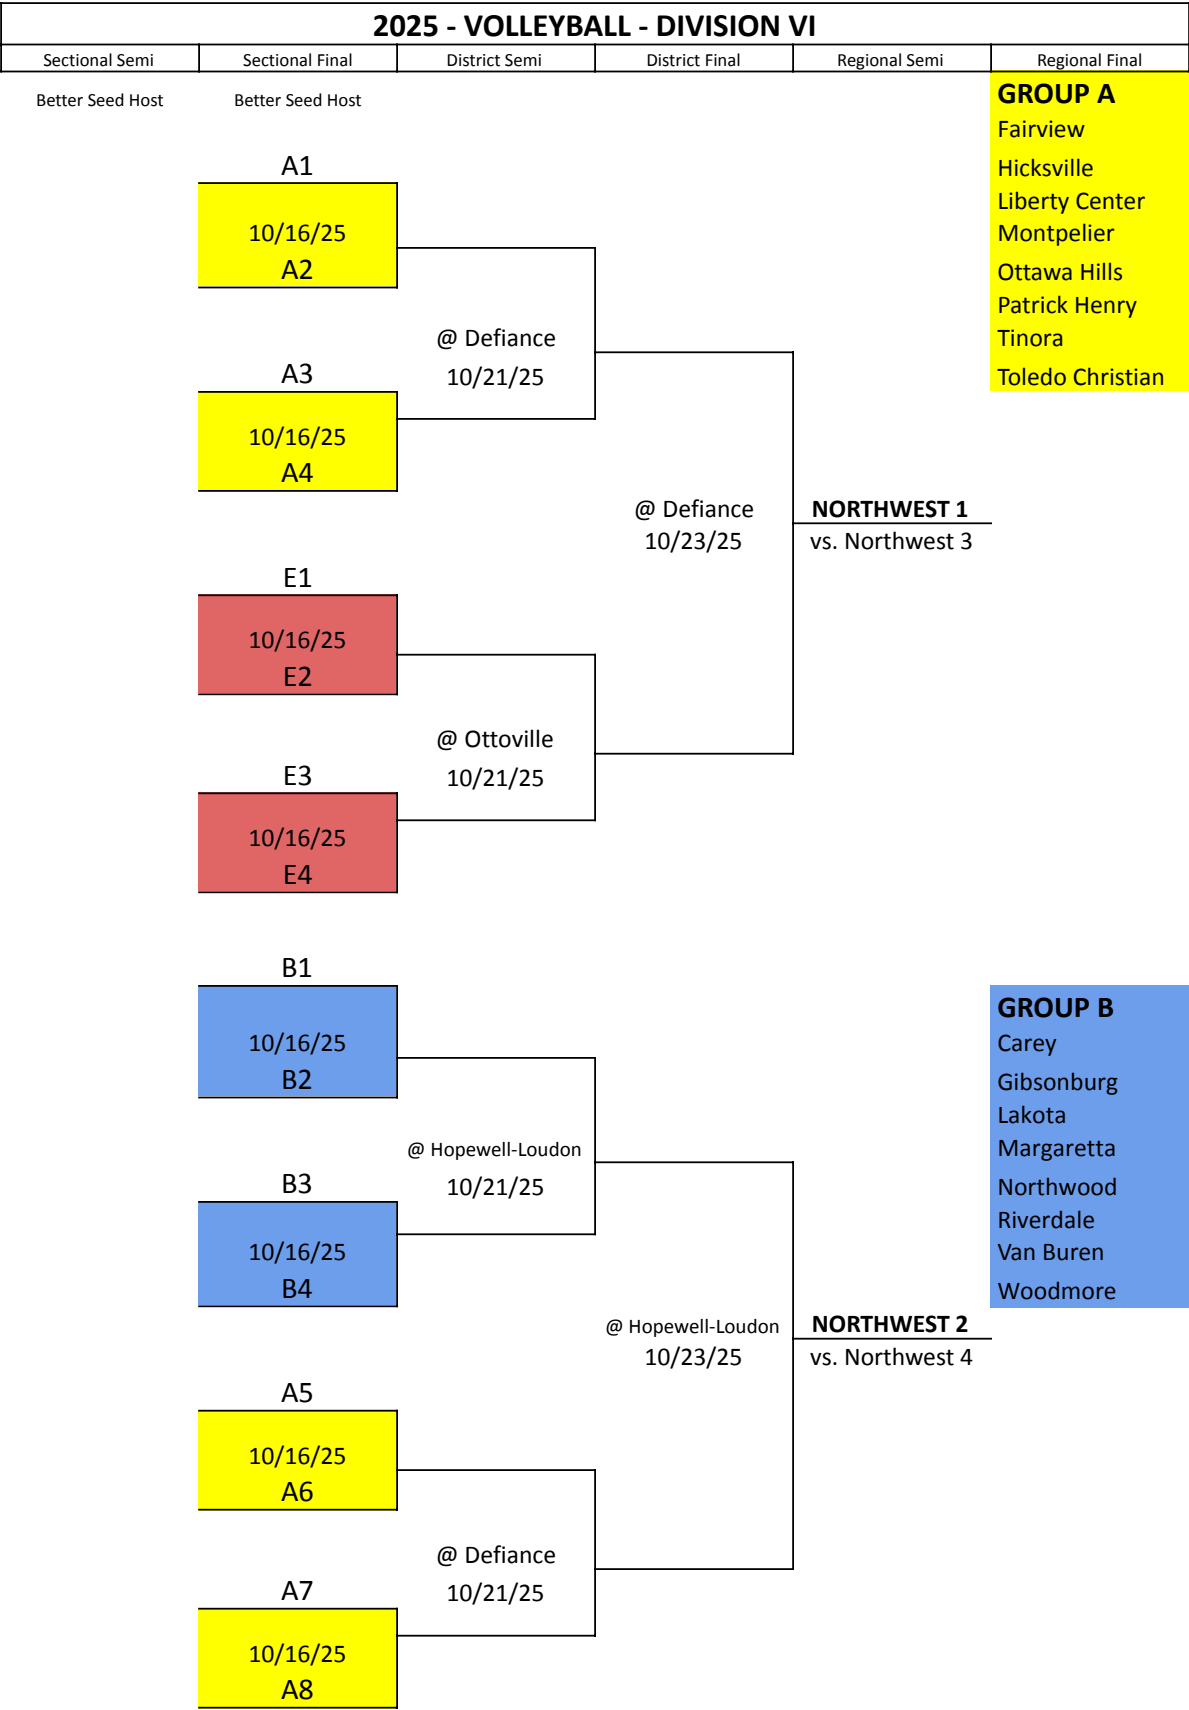 2025 - VOLLEYBALL - DIVISION VI
Sectional Semi Sectional Final District Semi District Final Regional Semi Regional Final
Better Seed Host Better Seed Host
GROUP A
Fairview
Hicksville
Liberty Center
Montpelier
Ottawa Hills
Patrick Henry
Tinora
Toledo Christian
A1
10/16/25
A2
@ Defiance
10/21/25
A3
10/16/25
A4
@ Defiance
10/23/25
NORTHWEST 1
vs. Northwest 3
E1
10/16/25
E2
@ Ottoville
10/21/25
E3
10/16/25
E4
GROUP B
Carey
Gibsonburg
Lakota
Margaretta
Northwood
Riverdale
Van Buren
Woodmore
B1
10/16/25
B2
@ Hopewell-Loudon
10/21/25
B3
10/16/25
B4
@ Hopewell-Loudon
10/23/25
NORTHWEST 2
vs. Northwest 4
A5
10/16/25
A6
@ Defiance
10/21/25
A7
10/16/25
A8